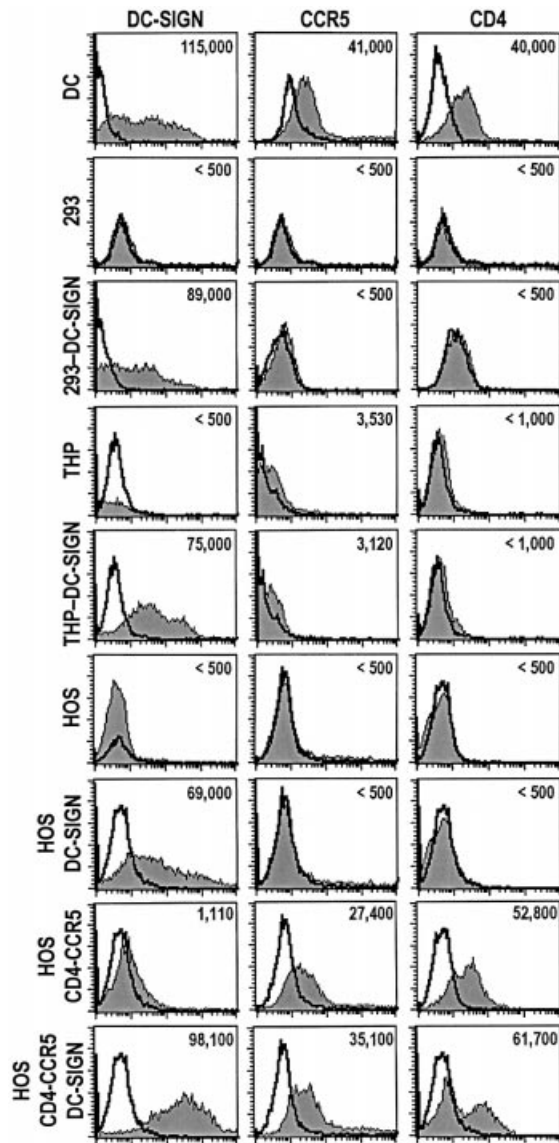 DC-SIGN CCR5 CD4
DC 115,000 41,000 40,000
293 < 500 < 500 < 500
293–DC-SIGN 89,000 < 500 < 500
THP < 500 3,530 < 1,000
THP–DC-SIGN 75,000 3,120 < 1,000
HOS < 500 < 500 < 500
HOS
DC-SIGN 69,000 < 500 < 500
HOS
CD4-CCR5 1,110 27,400 52,800
HOS
CD4-CCR5
DC-SIGN 98,100 35,100 61,700